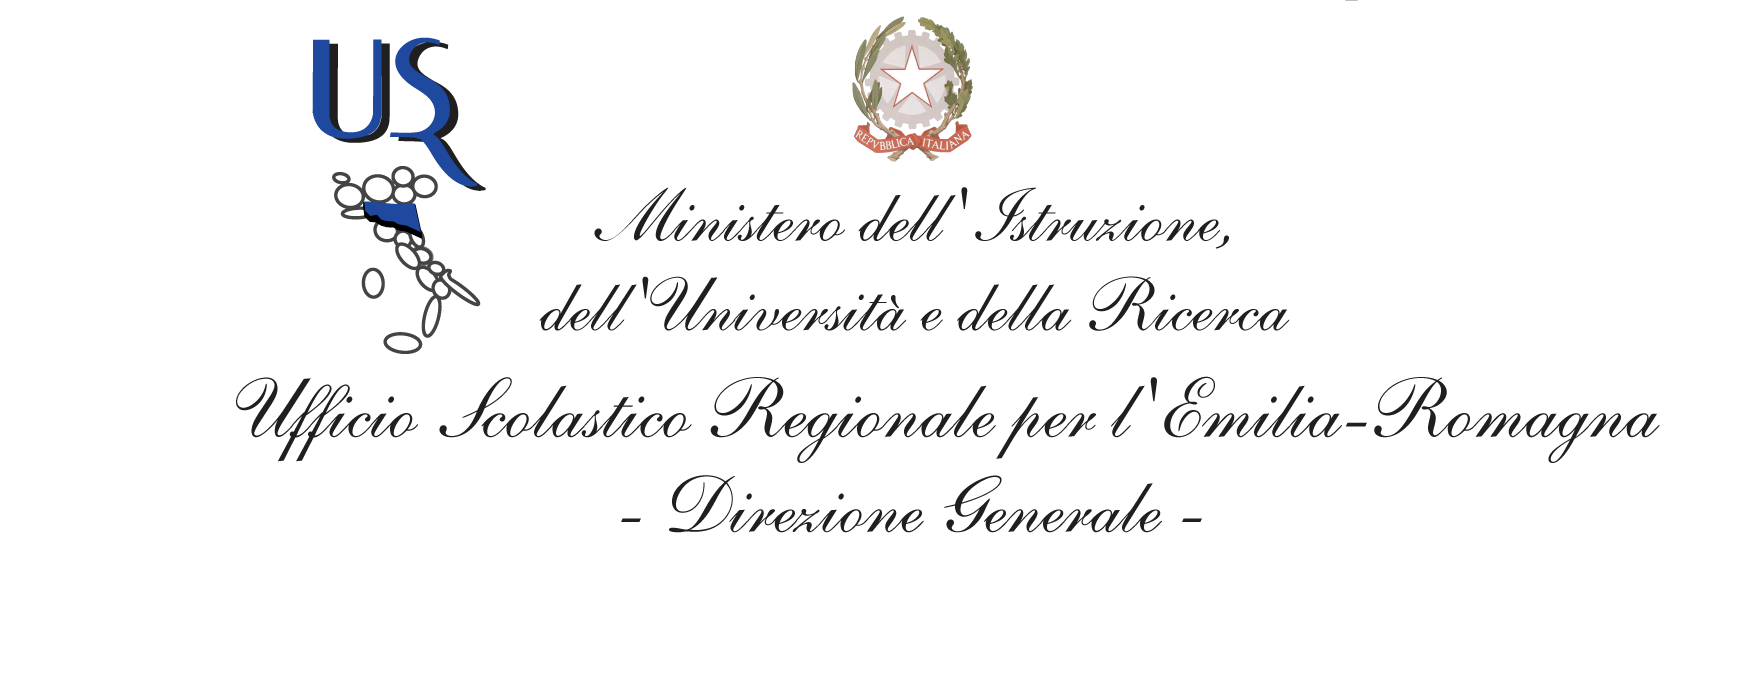 USR
REPVBBLICA ITALIANA
Ministero dell'Istruzione,
dell'Università e della Ricerca
Ufficio Scolastico Regionale per l'Emilia-Romagna
- Direzione Generale -